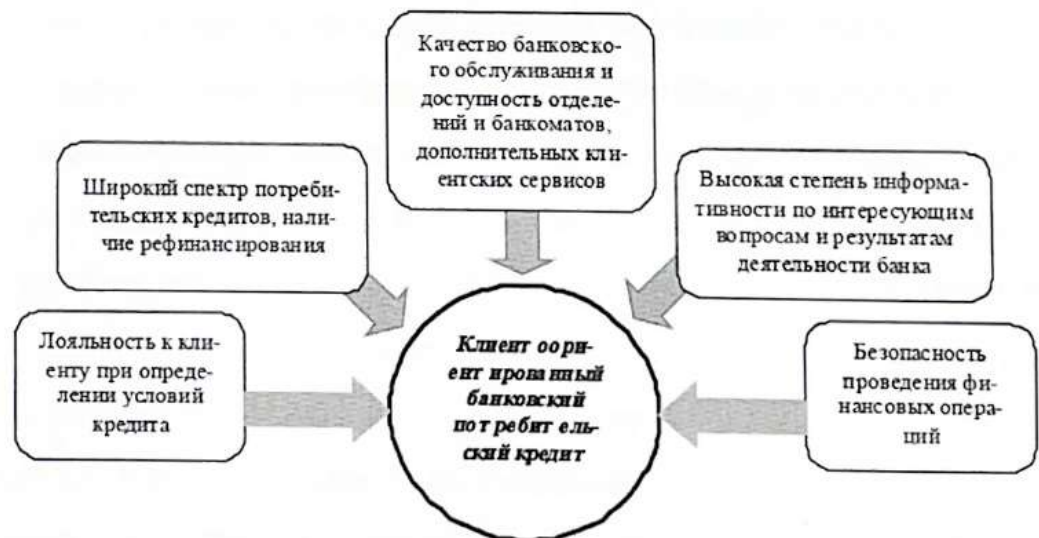 Качество банковско-
го обслуживания и
доступность отделе-
ний и банкоматов,
дополнительных кли-
ентских сервисов
Широкий спектр потреби-
тельских кредитов, нали-
чие рефинансирования
Высокая степень информа-
тивности по интересующим
вопросам и результатам
деятельности банка
Лояльность к кли-
енту при опреде-
лении условий
кредита
Клиент оори-
ент ированный
банковский
пот ребит ель-
ский кредит
Безопасность
проведения фи-
нансовых опера-
ций